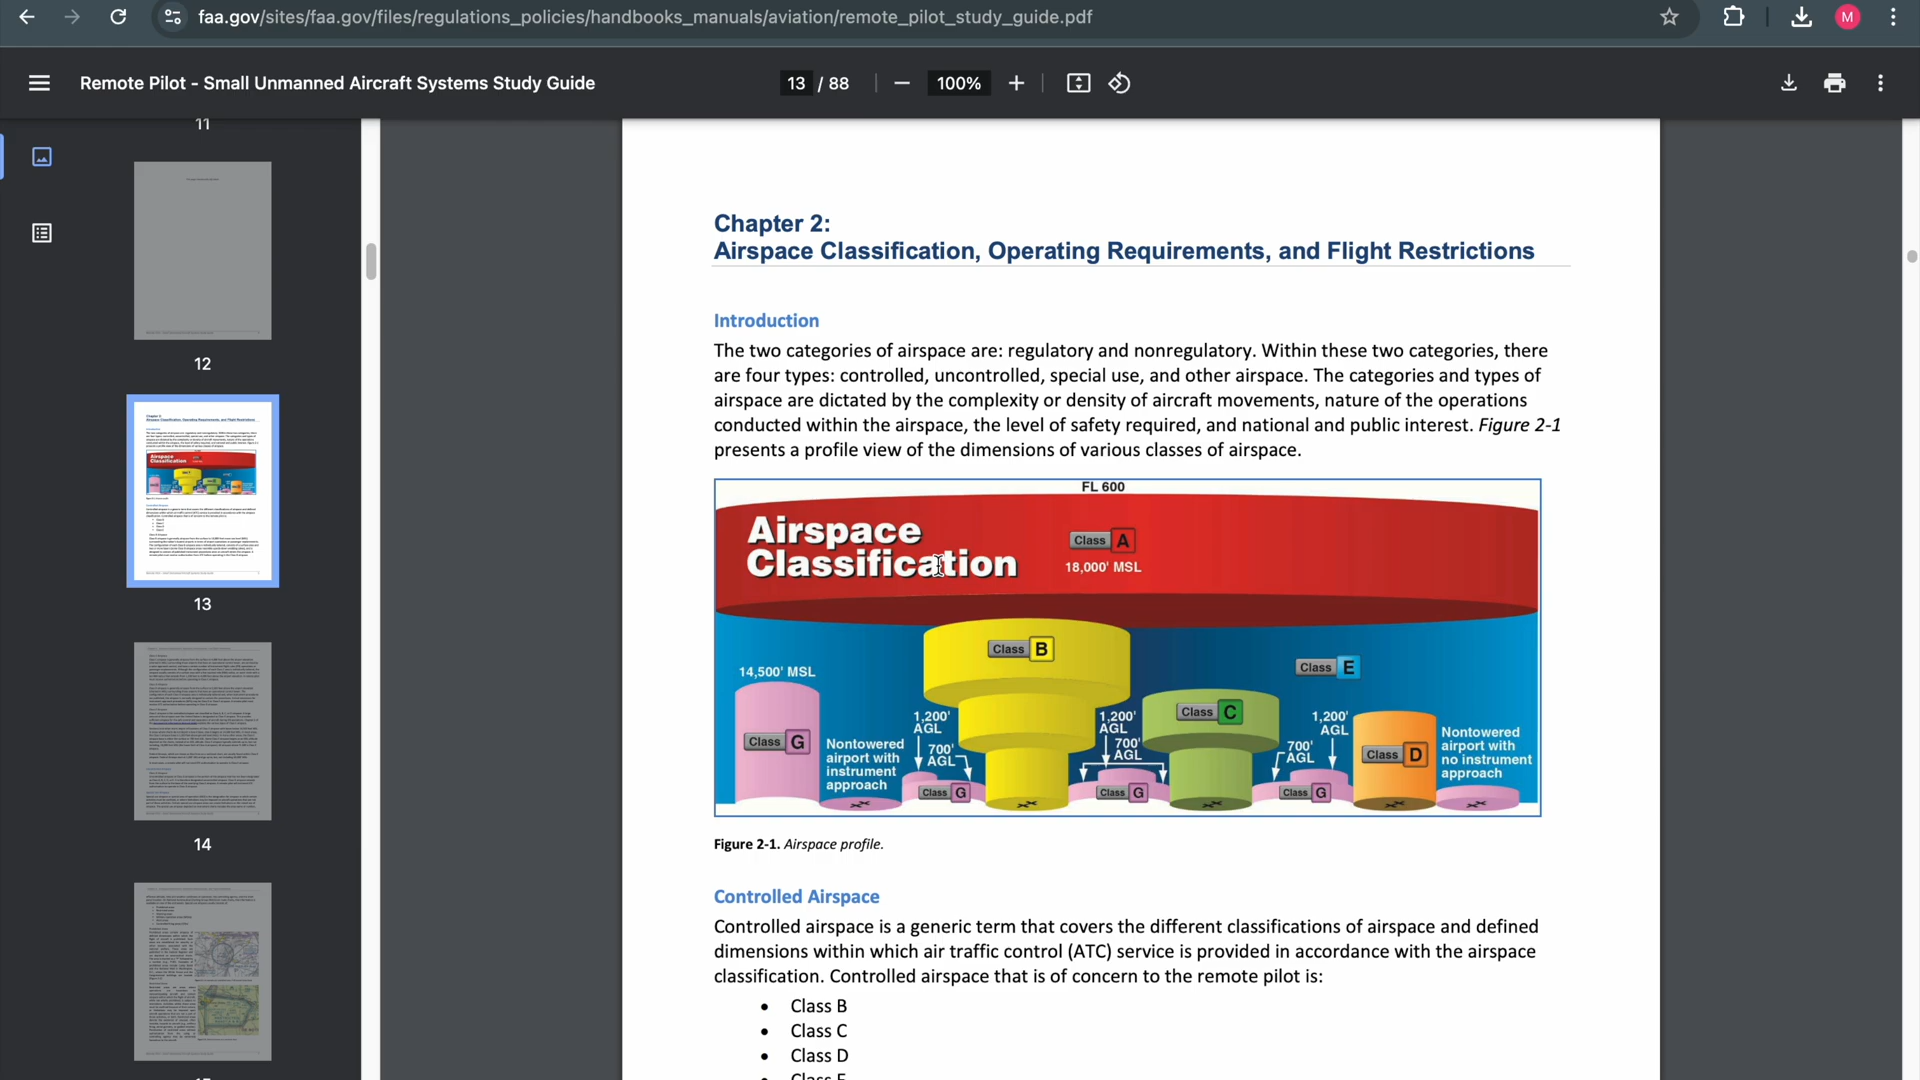 faa.gov/sites/faa.gov/files/regulations_policies/handbooks_manuals/aviation/remote_pilot_study_guide.pdf
M
Remote Pilot - Small Unmanned Aircraft Systems Study Guide
13 / 88
100%
11
12
13
14
Chapter 2:
Airspace Classification, Operating Requirements, and Flight Restrictions
Introduction
The two categories of airspace are: regulatory and nonregulatory. Within these two categories, there
are four types: controlled, uncontrolled, special use, and other airspace. The categories and types of
airspace are dictated by the complexity or density of aircraft movements, nature of the operations
conducted within the airspace, the level of safety required, and national and public interest. Figure 2-1
presents a profile view of the dimensions of various classes of airspace.
FL 600
Airspace
Classification
Class A
18,000' MSL
Class B
14,500' MSL
Class E
Class C
1,200'
AGL
1,200'
AGL
1,200'
AGL
Class G
Nontowered
airport with
instrument
approach
700'
AGL
700'
AGL
700'
AGL
Class D
Nontowered
airport with
no instrument
approach
Class G
Class G
Class G
Figure 2-1. Airspace profile.
Controlled Airspace
Controlled airspace is a generic term that covers the different classifications of airspace and defined
dimensions within which air traffic control (ATC) service is provided in accordance with the airspace
classification. Controlled airspace that is of concern to the remote pilot is:
• Class B
• Class C
• Class D